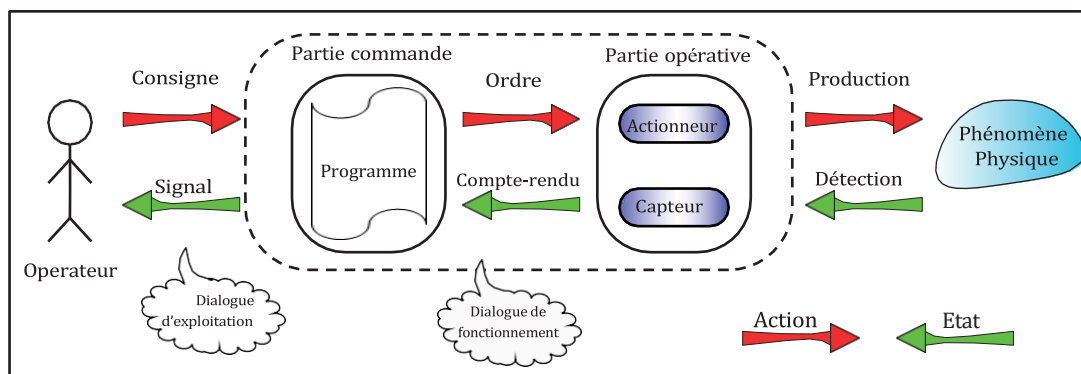 Partie commande
Partie opérative
Consigne
Ordre
Production
Actionneur
Phénomène
Physique
Programme
Signal
Compte-rendu
Détection
Capteur
Operateur
Dialogue
d'exploitation
Dialogue de
fonctionnement
Action
Etat